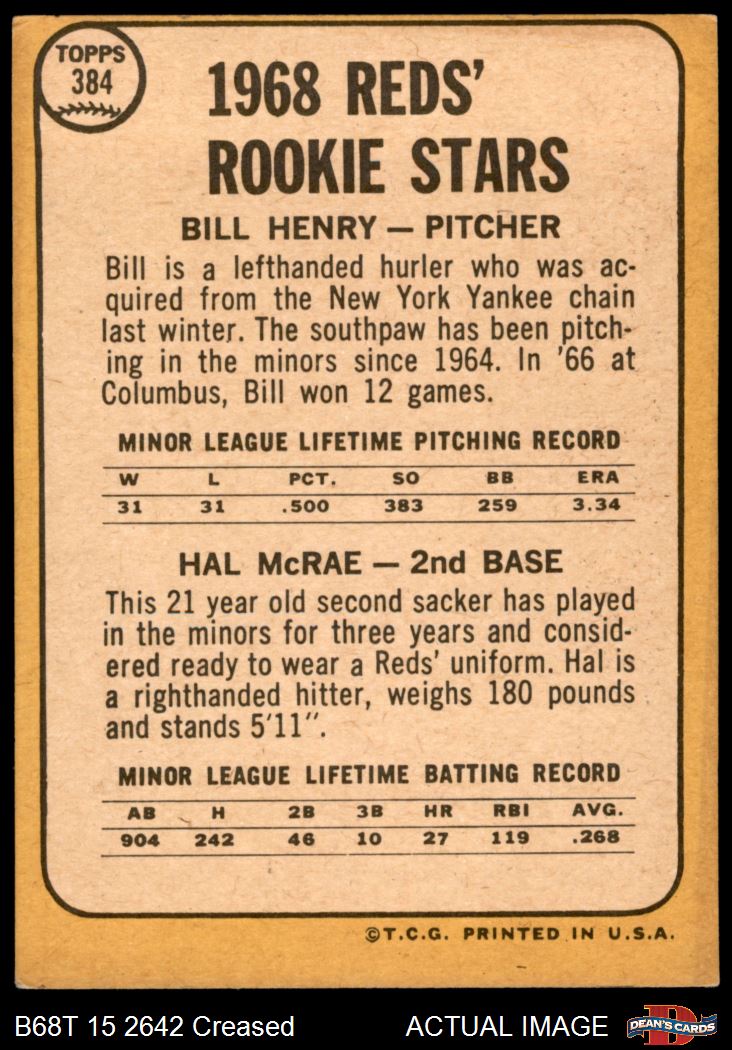 TOPPS
384
1968 REDS'
ROOKIE STARS
BILL HENRY — PITCHER
Bill is a lefthanded hurler who was ac-
quired from the New York Yankee chain
last winter. The southpaw has been pitch-
ing in the minors since 1964. In '66 at
Columbus, Bill won 12 games.
MINOR LEAGUE LIFETIME PITCHING RECORD
W L PCT. SO BB ERA
31 31 .500 383 259 3.34
HAL McRAE — 2nd BASE
This 21 year old second sacker has played
in the minors for three years and consid-
ered ready to wear a Reds' uniform. Hal is
a righthanded hitter, weighs 180 pounds
and stands 5'11".
MINOR LEAGUE LIFETIME BATTING RECORD
AB H 2B 3B HR RBI AVG.
904 242 46 10 27 119 .268
©T.C.G. PRINTED IN U.S.A.
B68T 15 2642 Creased ACTUAL IMAGE D DEAN'S CARDS